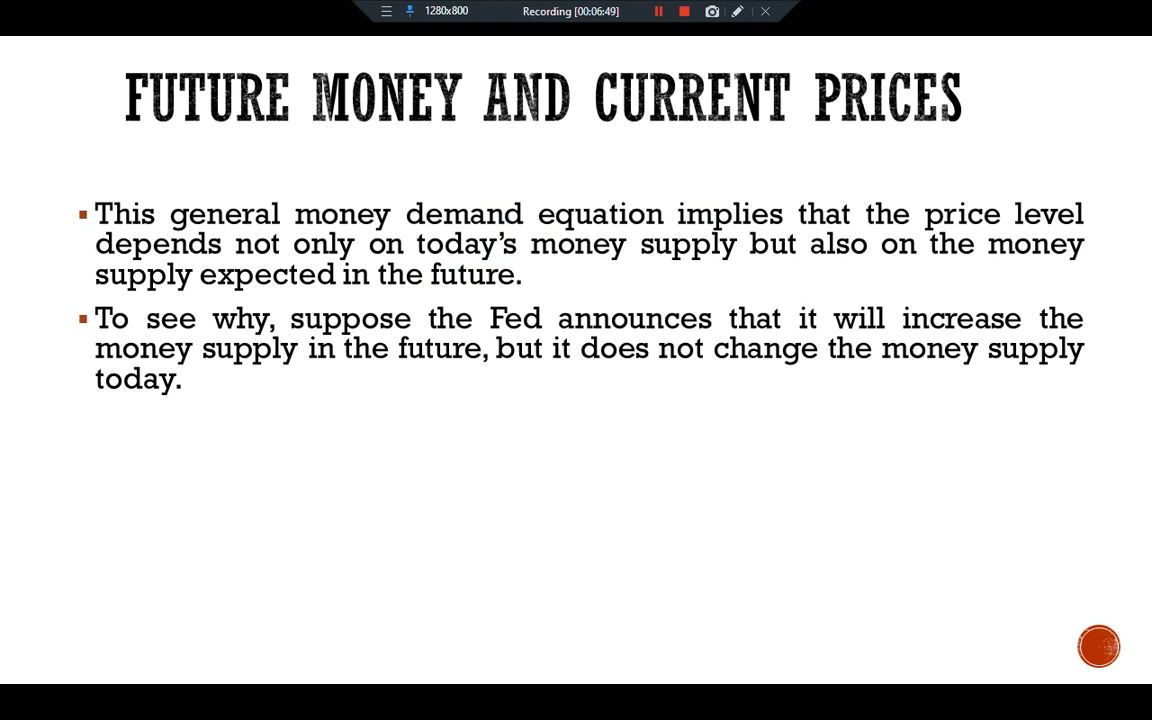 1280x800 Recording [00:06:49]
FUTURE MONEY AND CURRENT PRICES
This general money demand equation implies that the price level
depends not only on today's money supply but also on the money
supply expected in the future.
To see why, suppose the Fed announces that it will increase the
money supply in the future, but it does not change the money supply
today.